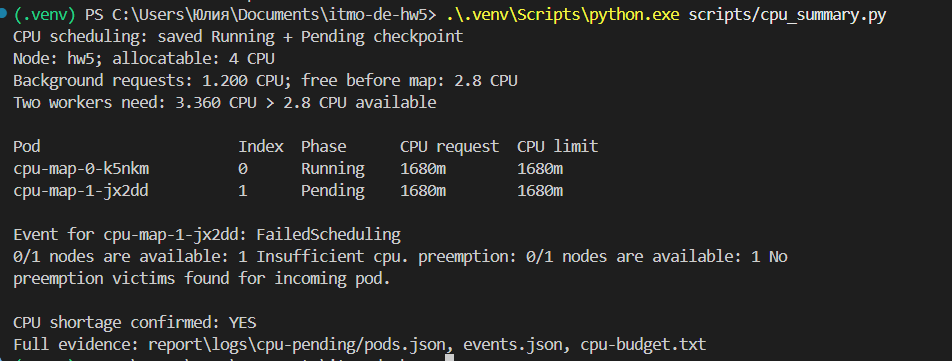 (.venv) PS C:\Users\Юлия\Documents\itmo-de-hw5> .\.venv\Scripts\python.exe scripts/cpu_summary.py
CPU scheduling: saved Running + Pending checkpoint
Node: hw5; allocatable: 4 CPU
Background requests: 1.200 CPU; free before map: 2.8 CPU
Two workers need: 3.360 CPU > 2.8 CPU available
Pod Index Phase CPU request CPU limit
cpu-map-0-k5nkm 0 Running 1680m 1680m
cpu-map-1-jx2dd 1 Pending 1680m 1680m
Event for cpu-map-1-jx2dd: FailedScheduling
0/1 nodes are available: 1 Insufficient cpu. preemption: 0/1 nodes are available: 1 No
preemption victims found for incoming pod.
CPU shortage confirmed: YES
Full evidence: report\logs\cpu-pending/pods.json, events.json, cpu-budget.txt